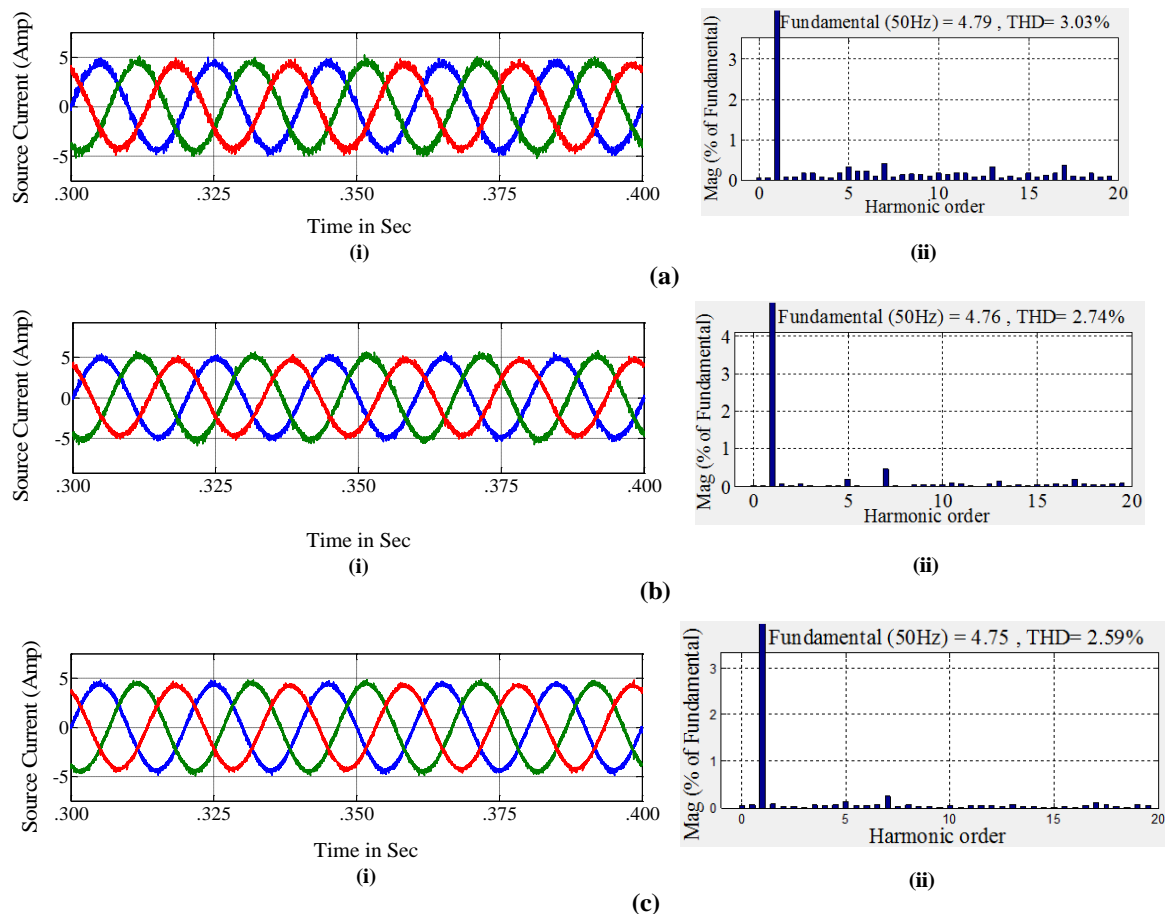 Source Current (Amp)
5
0
-5
.300
.325
.350
.375
.400
Time in Sec
(i)
Fundamental (50Hz) = 4.79 , THD= 3.03%
Mag (% of Fundamental)
3
2
1
0
0
5
10
15
20
Harmonic order
(ii)
(a)
Source Current (Amp)
5
0
-5
.300
.325
.350
.375
.400
Time in Sec
(i)
Fundamental (50Hz) = 4.76 , THD= 2.74%
Mag (% of Fundamental)
4
3
2
1
0
0
5
10
15
20
Harmonic order
(ii)
(b)
Source Current (Amp)
5
0
-5
.300
.325
.350
.375
.400
Time in Sec
(i)
Fundamental (50Hz) = 4.75 , THD= 2.59%
Mag (% of Fundamental)
3
2
1
0
0
5
10
15
20
Harmonic order
(ii)
(c)